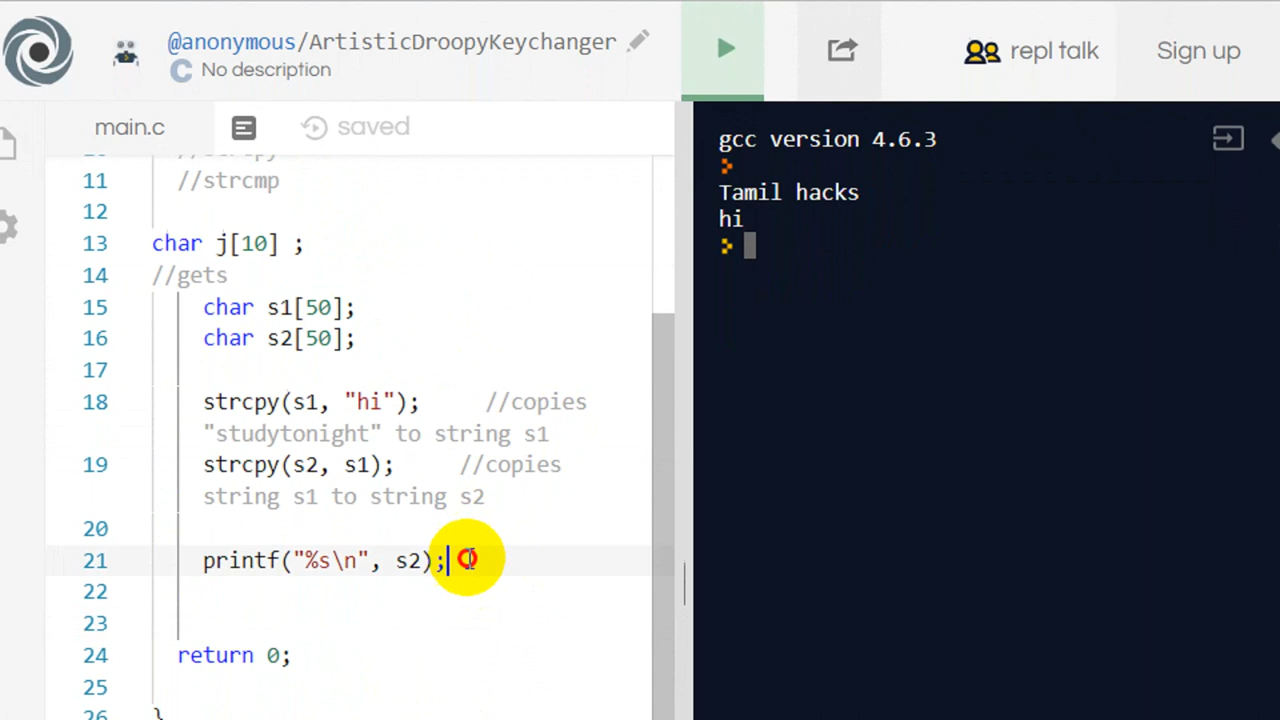 @anonymous/ArtisticDroopyKeychanger
No description
repl talk
Sign up
main.c
saved
11 //strcmp
12
13 char j[10] ;
14 //gets
15 char s1[50];
16 char s2[50];
17
18 strcpy(s1, "hi"); //copies
"studytonight" to string s1
19 strcpy(s2, s1); //copies
string s1 to string s2
20
21 printf("%s\n", s2);
22
23
24 return 0;
25
26 }
gcc version 4.6.3
Tamil hacks
hi